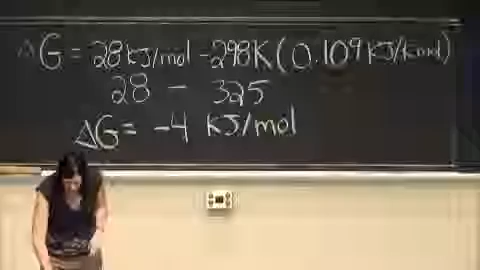 ΔG = 28 kJ/mol - 298K (0.109 KJ/kmol)
28 - 325
ΔG = -4 KJ/mol